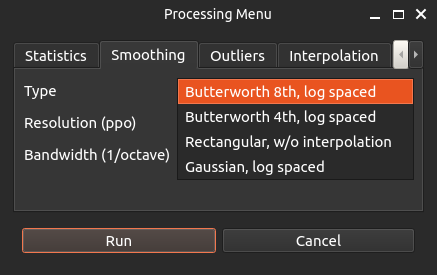 Processing Menu
Statistics Smoothing Outliers Interpolation
Type Butterworth 8th, log spaced
Butterworth 4th, log spaced
Resolution (ppo)
Rectangular, w/o interpolation
Bandwidth (1/octave)
Gaussian, log spaced
Run Cancel